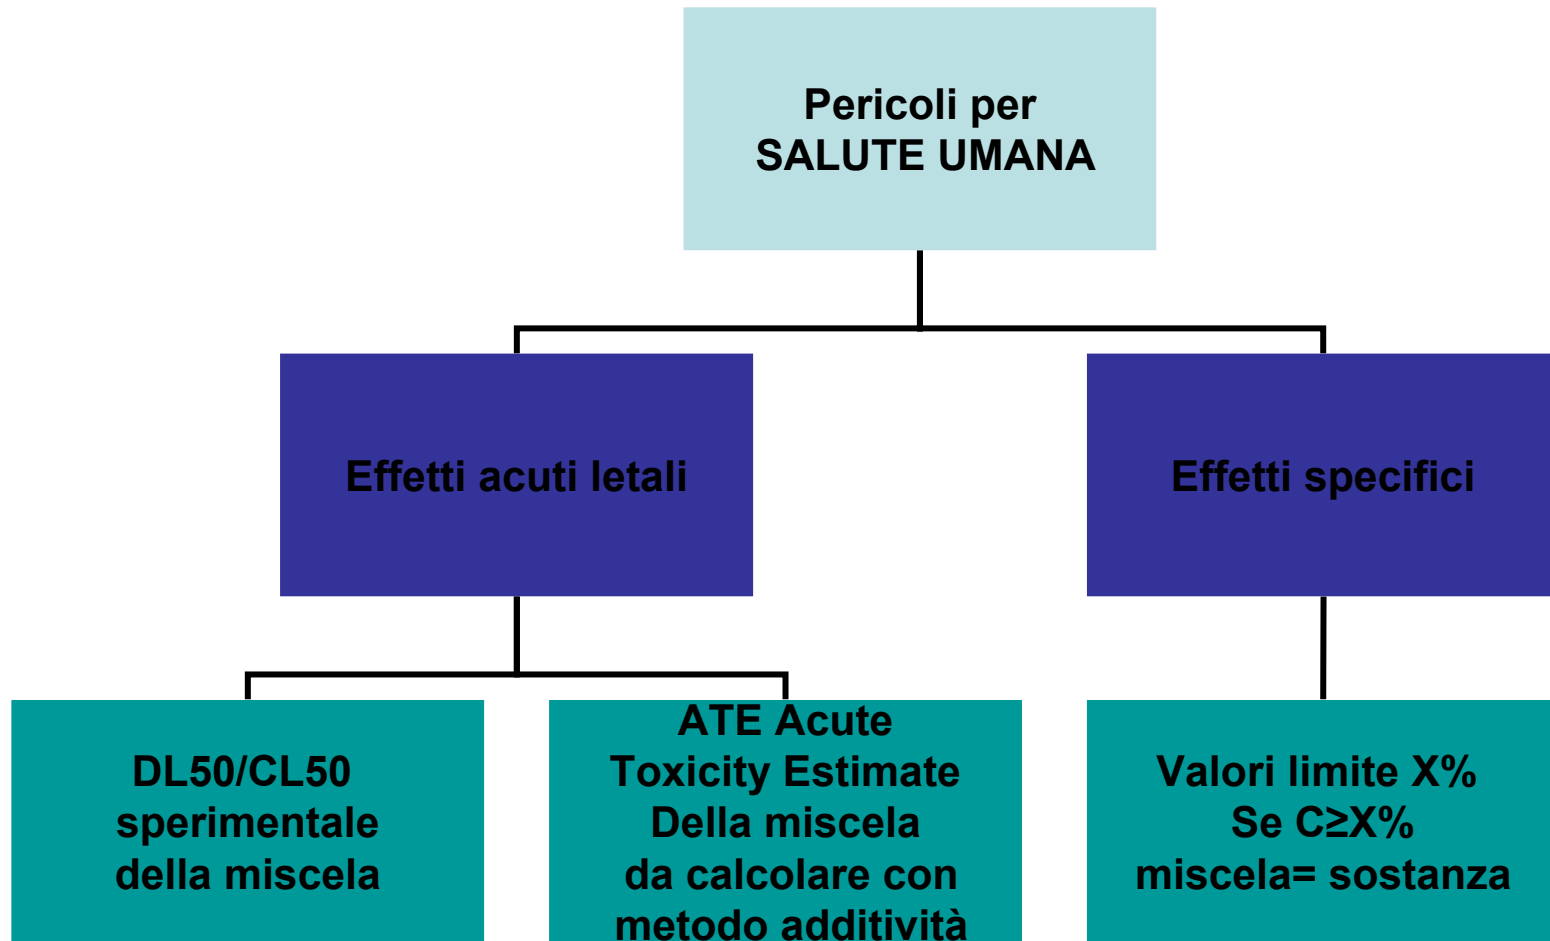 Pericoli per
SALUTE UMANA
Effetti acuti letali
Effetti specifici
DL50/CL50
sperimentale
della miscela
ATE Acute
Toxicity Estimate
Della miscela
da calcolare con
metodo additività
Valori limite X%
Se C≥X%
miscela= sostanza